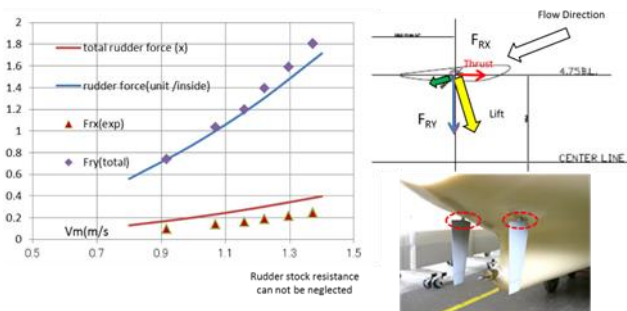 2
1.8
1.6
1.4
1.2
1
0.8
0.6
0.4
0.2
0
total rudder force (x)
rudder force(unit /inside)
Frx(exp)
Fry(total)
Vm(m/s
0.5 0.7 0.9 1.1 1.3 1.5
Rudder stock resistance
can not be neglected
Flow Direction
FRX
Thrust
4.75B.L.
Lift
FRY
CENTER LINE